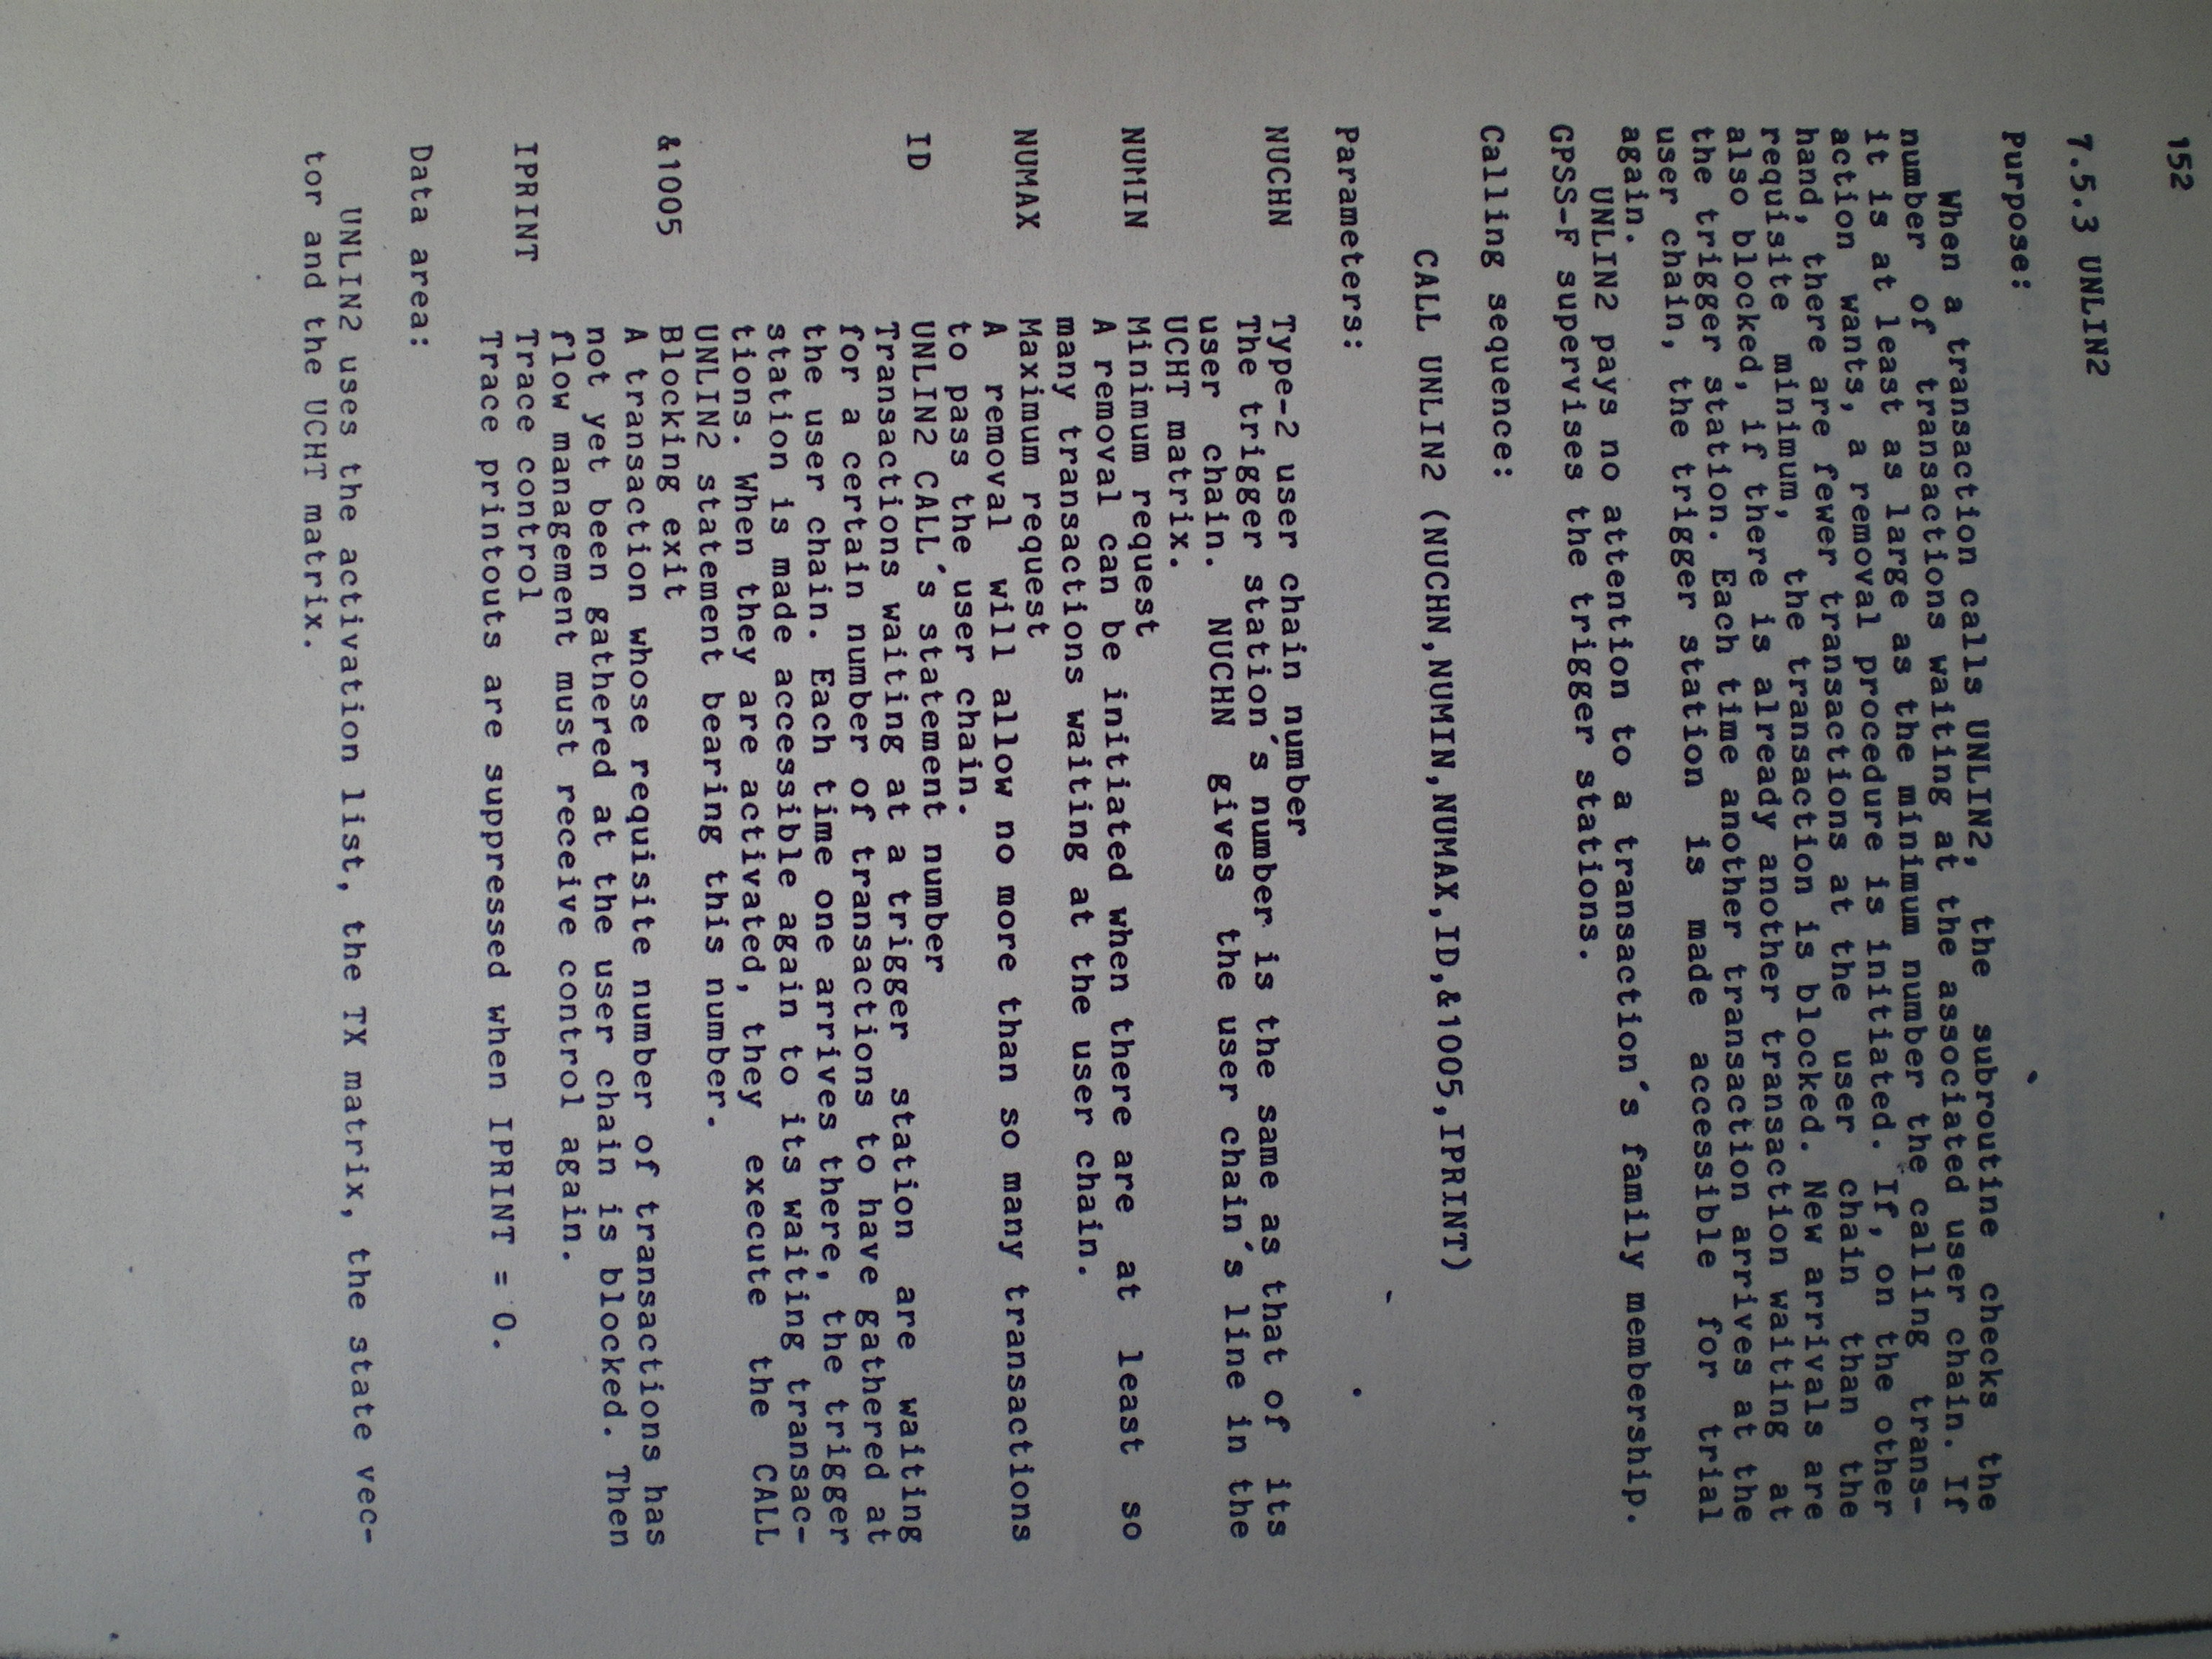 152
7.5.3 UNLIN2
Purpose:
When a transaction calls UNLIN2, the subroutine checks the
number of transactions waiting at the associated user chain. If
it is at least as large as the minimum number the calling trans-
action wants, a removal procedure is initiated. If, on the other
hand, there are fewer transactions at the user chain than the
requisite minimum, the transaction is blocked. New arrivals are
also blocked, if there is already another transaction waiting at
the trigger station. Each time another transaction arrives at the
user chain, the trigger station is made accessible for trial
again.
UNLIN2 pays no attention to a transaction's family membership.
GPSS-F supervises the trigger stations.
Calling sequence:
CALL UNLIN2 (NUCHN,NUMIN,NUMAX,ID,&1005,IPRINT)
Parameters:
NUCHN Type-2 user chain number
The trigger station's number is the same as that of its
user chain. NUCHN gives the user chain's line in the
UCHT matrix.
NUMIN Minimum request
A removal can be initiated when there are at least so
many transactions waiting at the user chain.
NUMAX Maximum request
A removal will allow no more than so many transactions
to pass the user chain.
ID UNLIN2 CALL's statement number
Transactions waiting at a trigger station are waiting
for a certain number of transactions to have gathered at
the user chain. Each time one arrives there, the trigger
station is made accessible again to its waiting transac-
tions. When they are activated, they execute the CALL
UNLIN2 statement bearing this number.
&1005 Blocking exit
A transaction whose requisite number of transactions has
not yet been gathered at the user chain is blocked. Then
flow management must receive control again.
IPRINT Trace control
Trace printouts are suppressed when IPRINT = 0.
Data area:
UNLIN2 uses the activation list, the TX matrix, the state vec-
tor and the UCHT matrix.